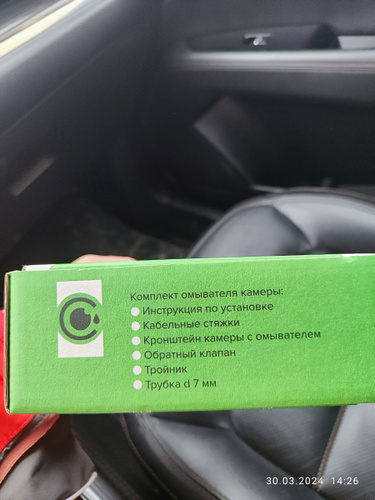 Комплект омывателя камеры:
Инструкция по установке
Кабельные стяжки
Кронштейн камеры с омывателем
Обратный клапан
Тройник
Трубка d 7 мм
30.03.2024 14:26